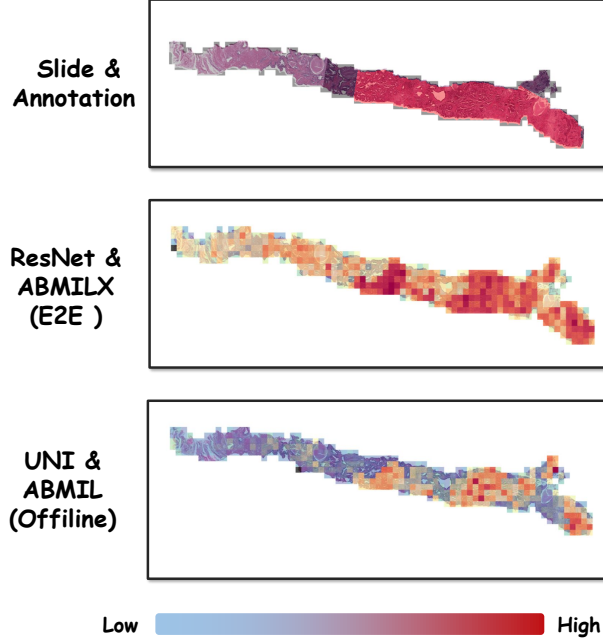 Slide &
Annotation
ResNet &
ABMILX
(E2E )
UNI &
ABMIL
(Offiline)
Low
High